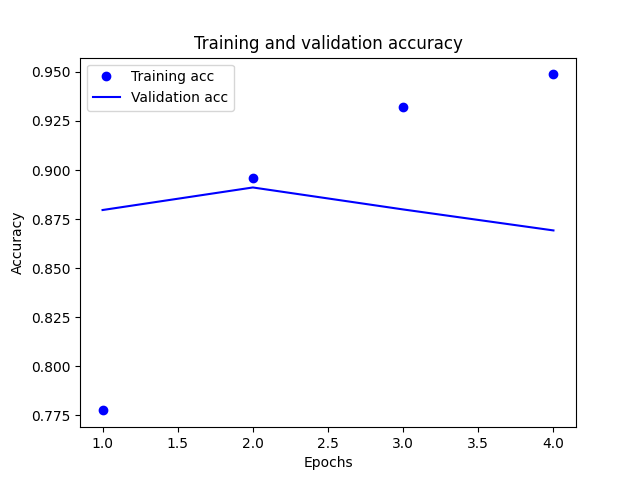 Training and validation accuracy
Training acc
Validation acc
0.950
0.925
0.900
0.875
0.850
0.825
0.800
0.775
Accuracy
1.0 1.5 2.0 2.5 3.0 3.5 4.0
Epochs